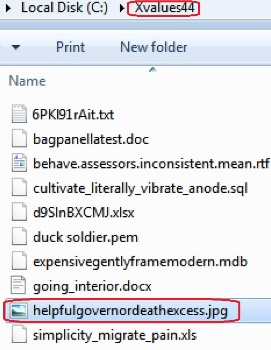 Local Disk (C:) ▸ Xvalues44
Print New folder
Name
6PKI91rAit.txt
bagpanellatest.doc
behave.assessors.inconsistent.mean.rtf
cultivate_literally_vibrate_anode.sql
d9SlnBXCMJ.xlsx
duck soldier.pem
expensivegentlyframemodern.mdb
going_interior.docx
helpfulgovernordeathexcess.jpg
simplicity_migrate_pain.xls